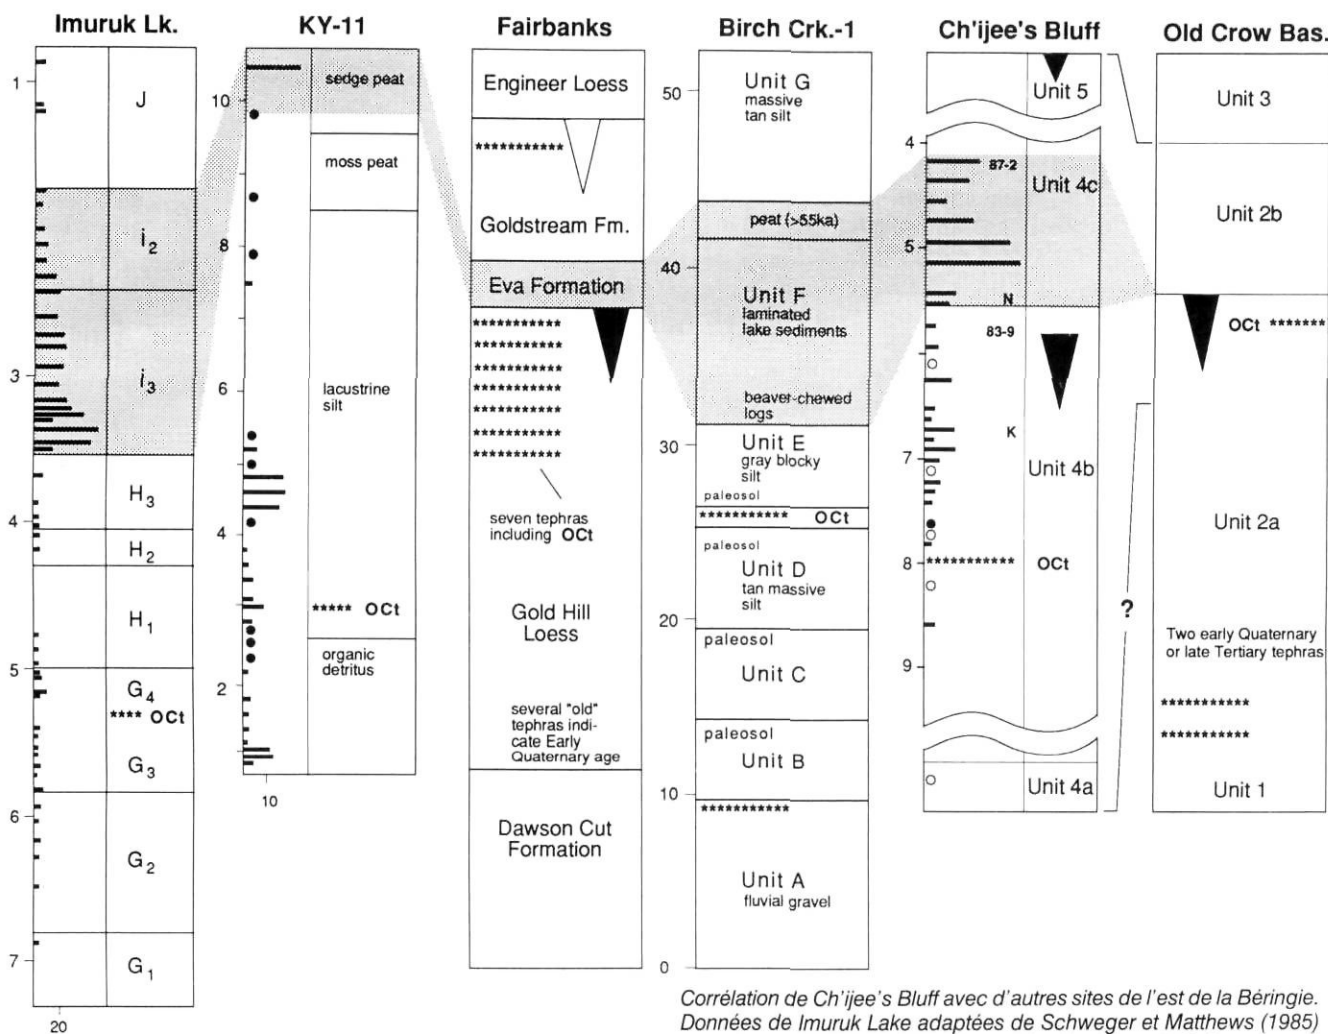 Imuruk Lk.
KY-11
Fairbanks
Birch Crk.-1
Ch'ijee's Bluff
Old Crow Bas.
1
3
4
5
6
7
20
J
i2
i3
H3
H2
H1
G4
**** OCt
G3
G2
G1
10
8
6
4
2
10
sedge peat
moss peat
lacustrine
silt
***** OCt
organic
detritus
Engineer Loess
***********
Goldstream Fm.
Eva Formation
***********
***********
***********
***********
***********
***********
***********
seven tephras
including OCt
Gold Hill
Loess
several "old"
tephras indi-
cate Early
Quaternary age
Dawson Cut
Formation
50
40
30
20
10
0
Unit G
massive
tan silt
peat (>55ka)
Unit F
laminated
lake sediments
beaver-chewed
logs
Unit E
gray blocky
silt
paleosol
*********** OCt
paleosol
Unit D
tan massive
silt
paleosol
Unit C
paleosol
Unit B
***********
Unit A
fluvial gravel
4
5
7
8
9
Unit 5
87-2
Unit 4c
N
83-9
K
Unit 4b
*********** OCt
Unit 4a
?
Unit 3
Unit 2b
OCt *******
Unit 2a
Two early Quaternary
or late Tertiary tephras
***********
***********
Unit 1
Corrélation de Ch'ijee's Bluff avec d'autres sites de l'est de la Béringie.
Données de Imuruk Lake adaptées de Schweger et Matthews (1985)